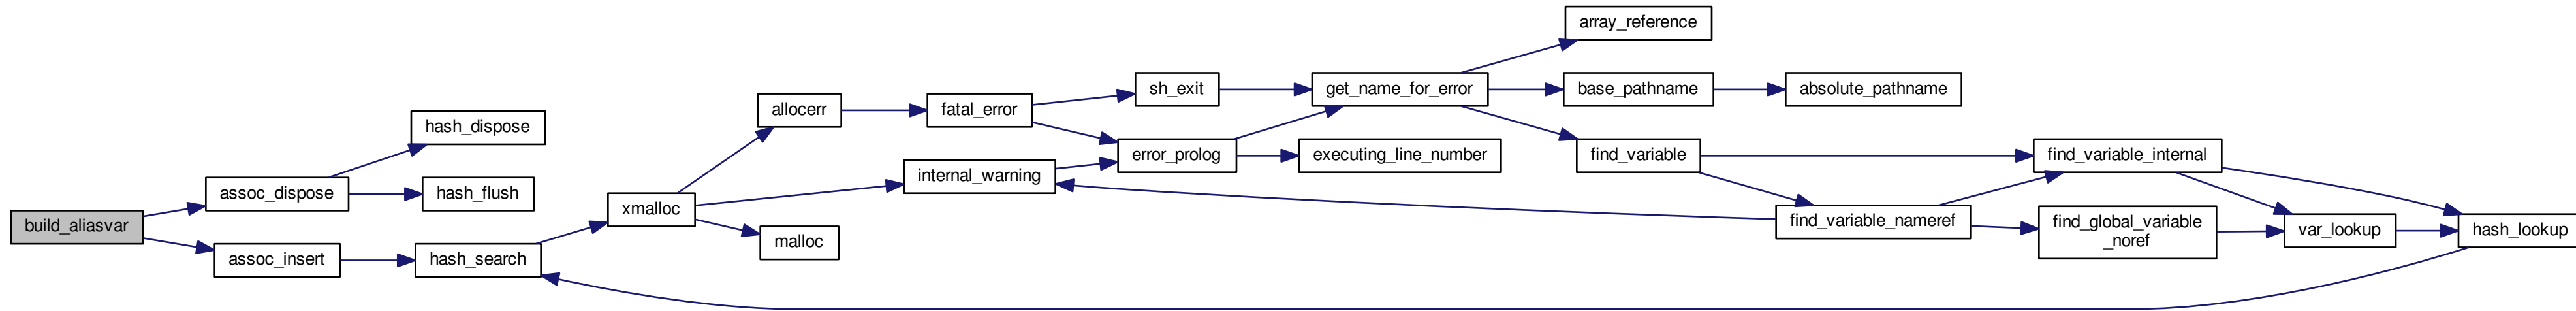 build_aliasvar
assoc_dispose
assoc_insert
hash_dispose
hash_flush
hash_search
xmalloc
allocerr
malloc
fatal_error
internal_warning
sh_exit
error_prolog
get_name_for_error
executing_line_number
array_reference
base_pathname
find_variable
absolute_pathname
find_variable_nameref
find_variable_internal
find_global_variable
_noref
var_lookup
hash_lookup